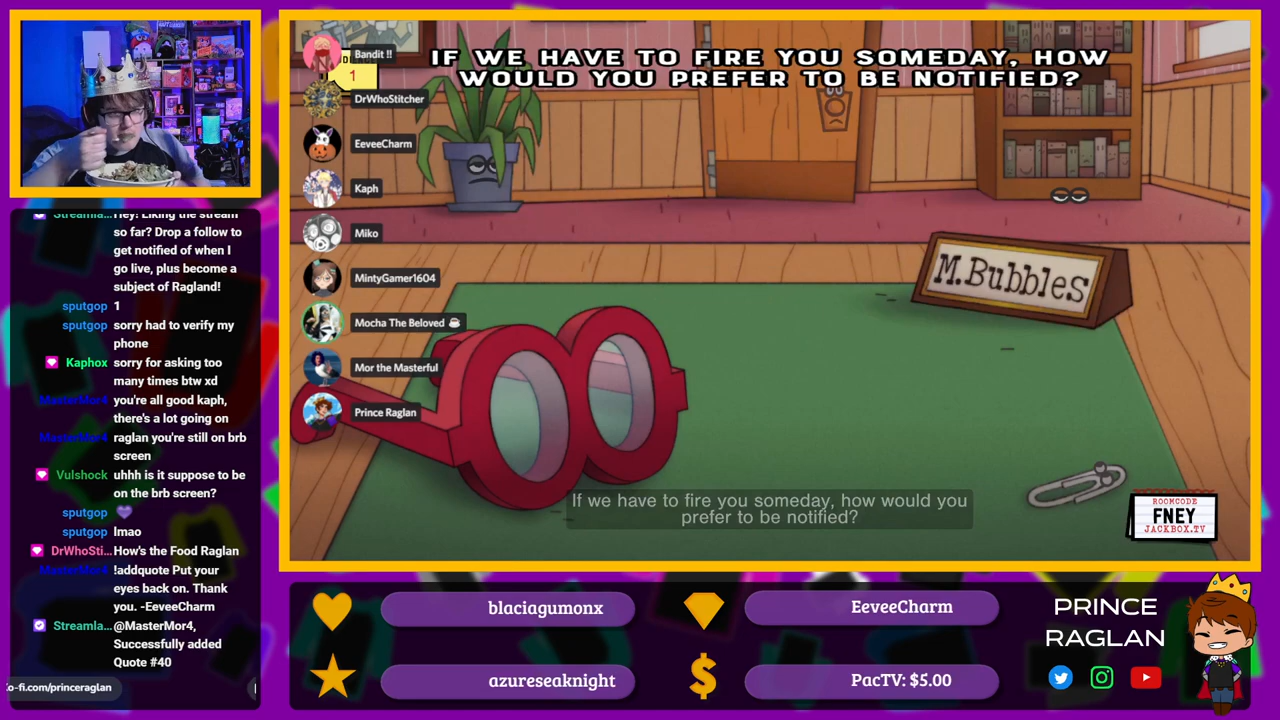 IF WE HAVE TO FIRE YOU SOMEDAY, HOW
WOULD YOU PREFER TO BE NOTIFIED?
Bandit !!
1
DrWhoStitcher
EeveeCharm
Kaph
Miko
MintyGamer1604
Mocha The Beloved ☕
Mor the Masterful
Prince Raglan
M.Bubbles
If we have to fire you someday, how would you
prefer to be notified?
ROOMCODE
FNEY
JACKBOX.TV
Streamla... Hey! Liking the stream
so far? Drop a follow to
get notified of when I
go live, plus become a
subject of Ragland!
sputgop 1
sputgop sorry had to verify my
phone
Kaphox sorry for asking too
many times btw xd
MasterMor4 you're all good kaph,
there's a lot going on
MasterMor4 raglan you're still on brb
screen
Vulshock uhhh is it suppose to be
on the brb screen?
sputgop 💜
sputgop lmao
DrWhoSti... How's the Food Raglan
MasterMor4 !addquote Put your
eyes back on. Thank
you. -EeveeCharm
Streamla... @MasterMor4,
Successfully added
Quote #40
o-fi.com/princeraglan
blaciagumonx
EeveeCharm
azureseaknight
PacTV: $5.00
PRINCE
RAGLAN